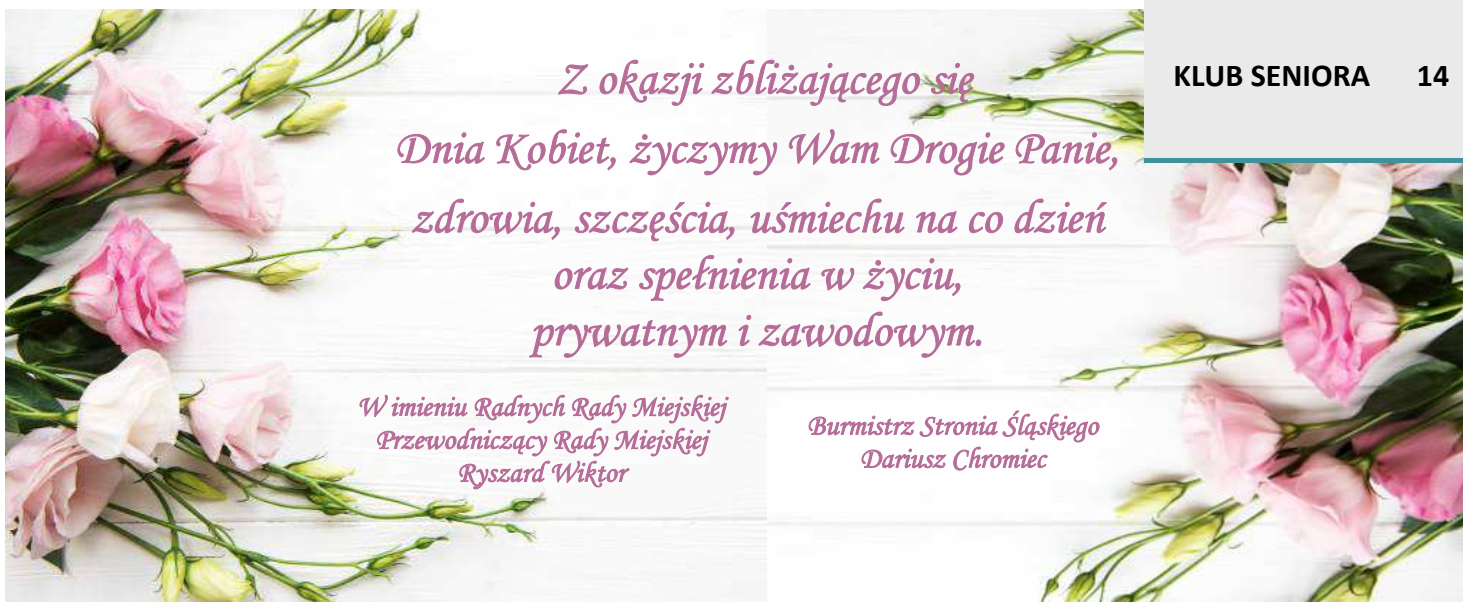 KLUB SENIORA 14
Z okazji zbliżającego się
Dnia Kobiet, życzymy Wam Drogie Panie,
zdrowia, szczęścia, uśmiechu na co dzień
oraz spełnienia w życiu,
prywatnym i zawodowym.
W imieniu Radnych Rady Miejskiej
Przewodniczący Rady Miejskiej
Ryszard Wiktor
Burmistrz Stronia Śląskiego
Dariusz Chromiec